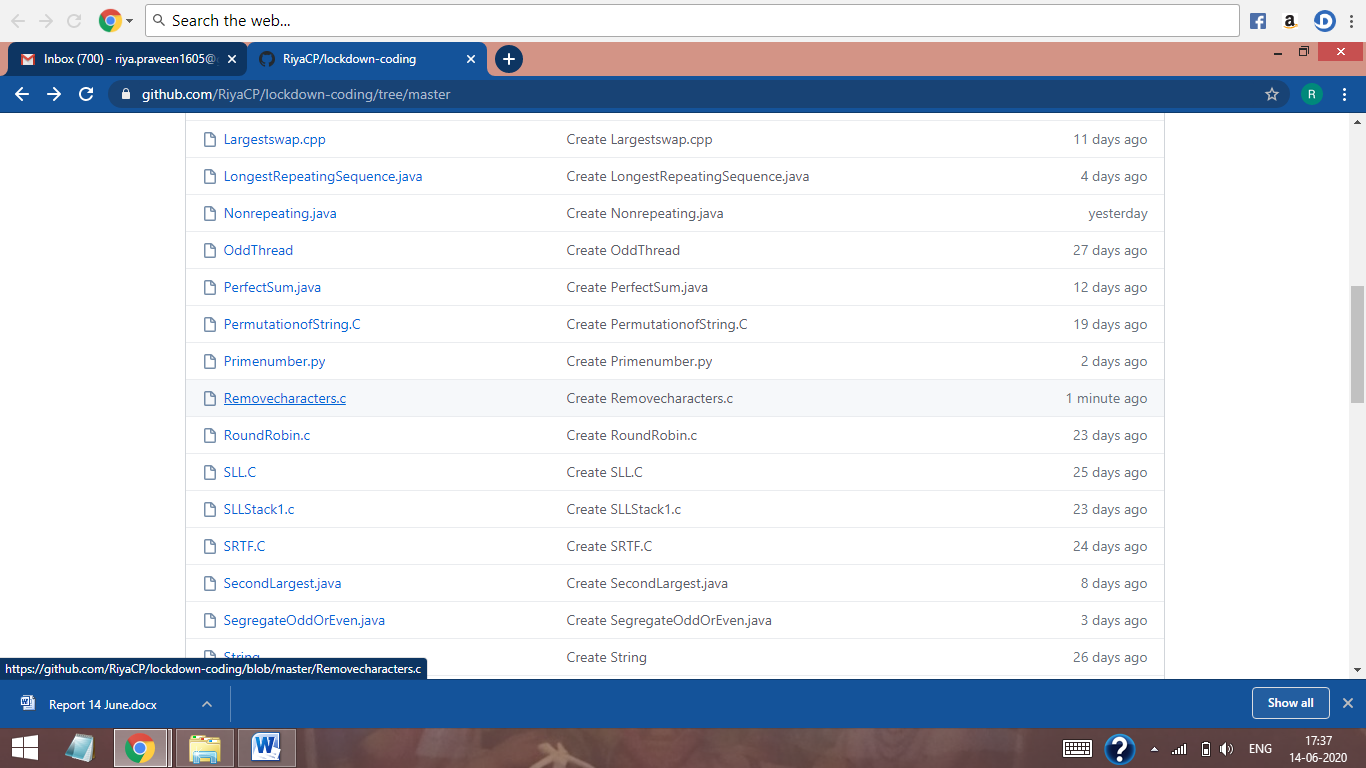 Search the web...
Inbox (700) - riya.praveen1605@
RiyaCP/lockdown-coding
github.com/RiyaCP/lockdown-coding/tree/master
R
Largestswap.cpp Create Largestswap.cpp 11 days ago
LongestRepeatingSequence.java Create LongestRepeatingSequence.java 4 days ago
Nonrepeating.java Create Nonrepeating.java yesterday
OddThread Create OddThread 27 days ago
PerfectSum.java Create PerfectSum.java 12 days ago
PermutationofString.C Create PermutationofString.C 19 days ago
Primenumber.py Create Primenumber.py 2 days ago
Removecharacters.c Create Removecharacters.c 1 minute ago
RoundRobin.c Create RoundRobin.c 23 days ago
SLL.C Create SLL.C 25 days ago
SLLStack1.c Create SLLStack1.c 23 days ago
SRTF.C Create SRTF.C 24 days ago
SecondLargest.java Create SecondLargest.java 8 days ago
SegregateOddOrEven.java Create SegregateOddOrEven.java 3 days ago
String Create String 26 days ago
https://github.com/RiyaCP/lockdown-coding/blob/master/Removecharacters.c
Report 14 June.docx
Show all
ENG
17:37
14-06-2020